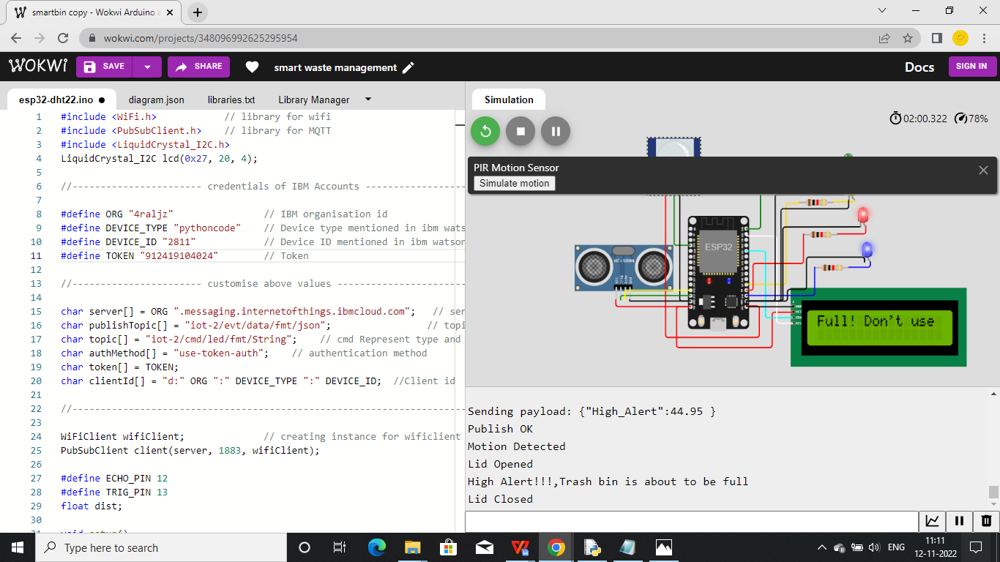 smartbin copy - Wokwi Arduino a
wokwi.com/projects/348096992625295954
WOKWI
SAVE
SHARE
smart waste management
Docs
SIGN IN
esp32-dht22.ino
diagram.json
libraries.txt
Library Manager
1 #include <WiFi.h> // library for wifi
2 #include <PubSubClient.h> // library for MQTT
3 #include <LiquidCrystal_I2C.h>
4 LiquidCrystal_I2C lcd(0x27, 20, 4);
5
6 //----------------------- credentials of IBM Accounts ------------------
7
8 #define ORG "4raljz" // IBM organisation id
9 #define DEVICE_TYPE "pythoncode" // Device type mentioned in ibm wats
10 #define DEVICE_ID "2811" // Device ID mentioned in ibm watson
11 #define TOKEN "912419104024" // Token
12
13 //----------------------- customise above values -----------------------
14
15 char server[] = ORG ".messaging.internetofthings.ibmcloud.com"; // ser
16 char publishTopic[] = "iot-2/evt/data/fmt/json"; // topi
17 char topic[] = "iot-2/cmd/led/fmt/String"; // cmd Represent type and
18 char authMethod[] = "use-token-auth"; // authentication method
19 char token[] = TOKEN;
20 char clientId[] = "d:" ORG ":" DEVICE_TYPE ":" DEVICE_ID; //Client id
21
22 //----------------------------------------------------------------------
23
24 WiFiClient wifiClient; // creating instance for wificlient
25 PubSubClient client(server, 1883, wifiClient);
26
27 #define ECHO_PIN 12
28 #define TRIG_PIN 13
29 float dist;
30
31 void setup()
Simulation
02:00.322
78%
PIR Motion Sensor
Simulate motion
ESP32
HC-SR04
Full! Don't use
Sending payload: {"High_Alert":44.95 }
Publish OK
Motion Detected
Lid Opened
High Alert!!!,Trash bin is about to be full
Lid Closed
Type here to search
ENG
11:11
12-11-2022